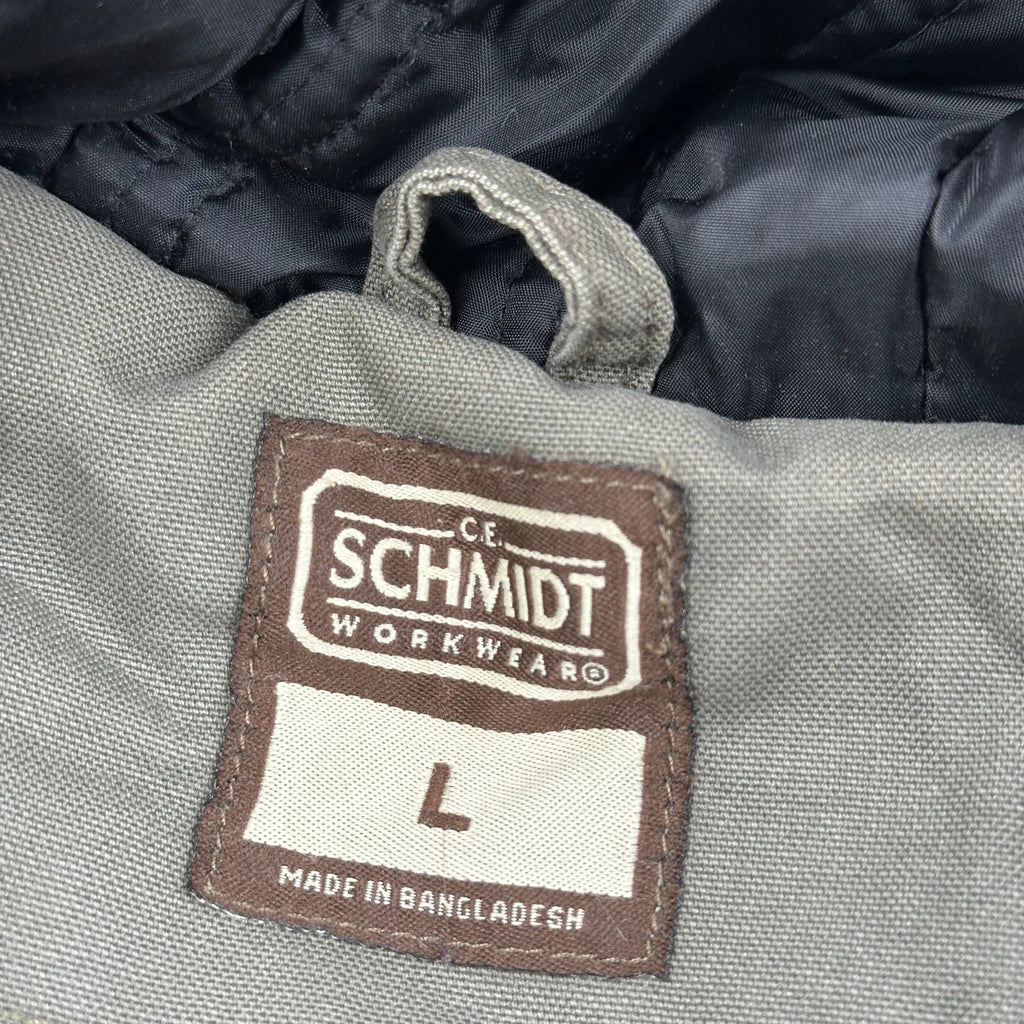 C.E.
SCHMIDT
WORKWEAR®
L
MADE IN BANGLADESH